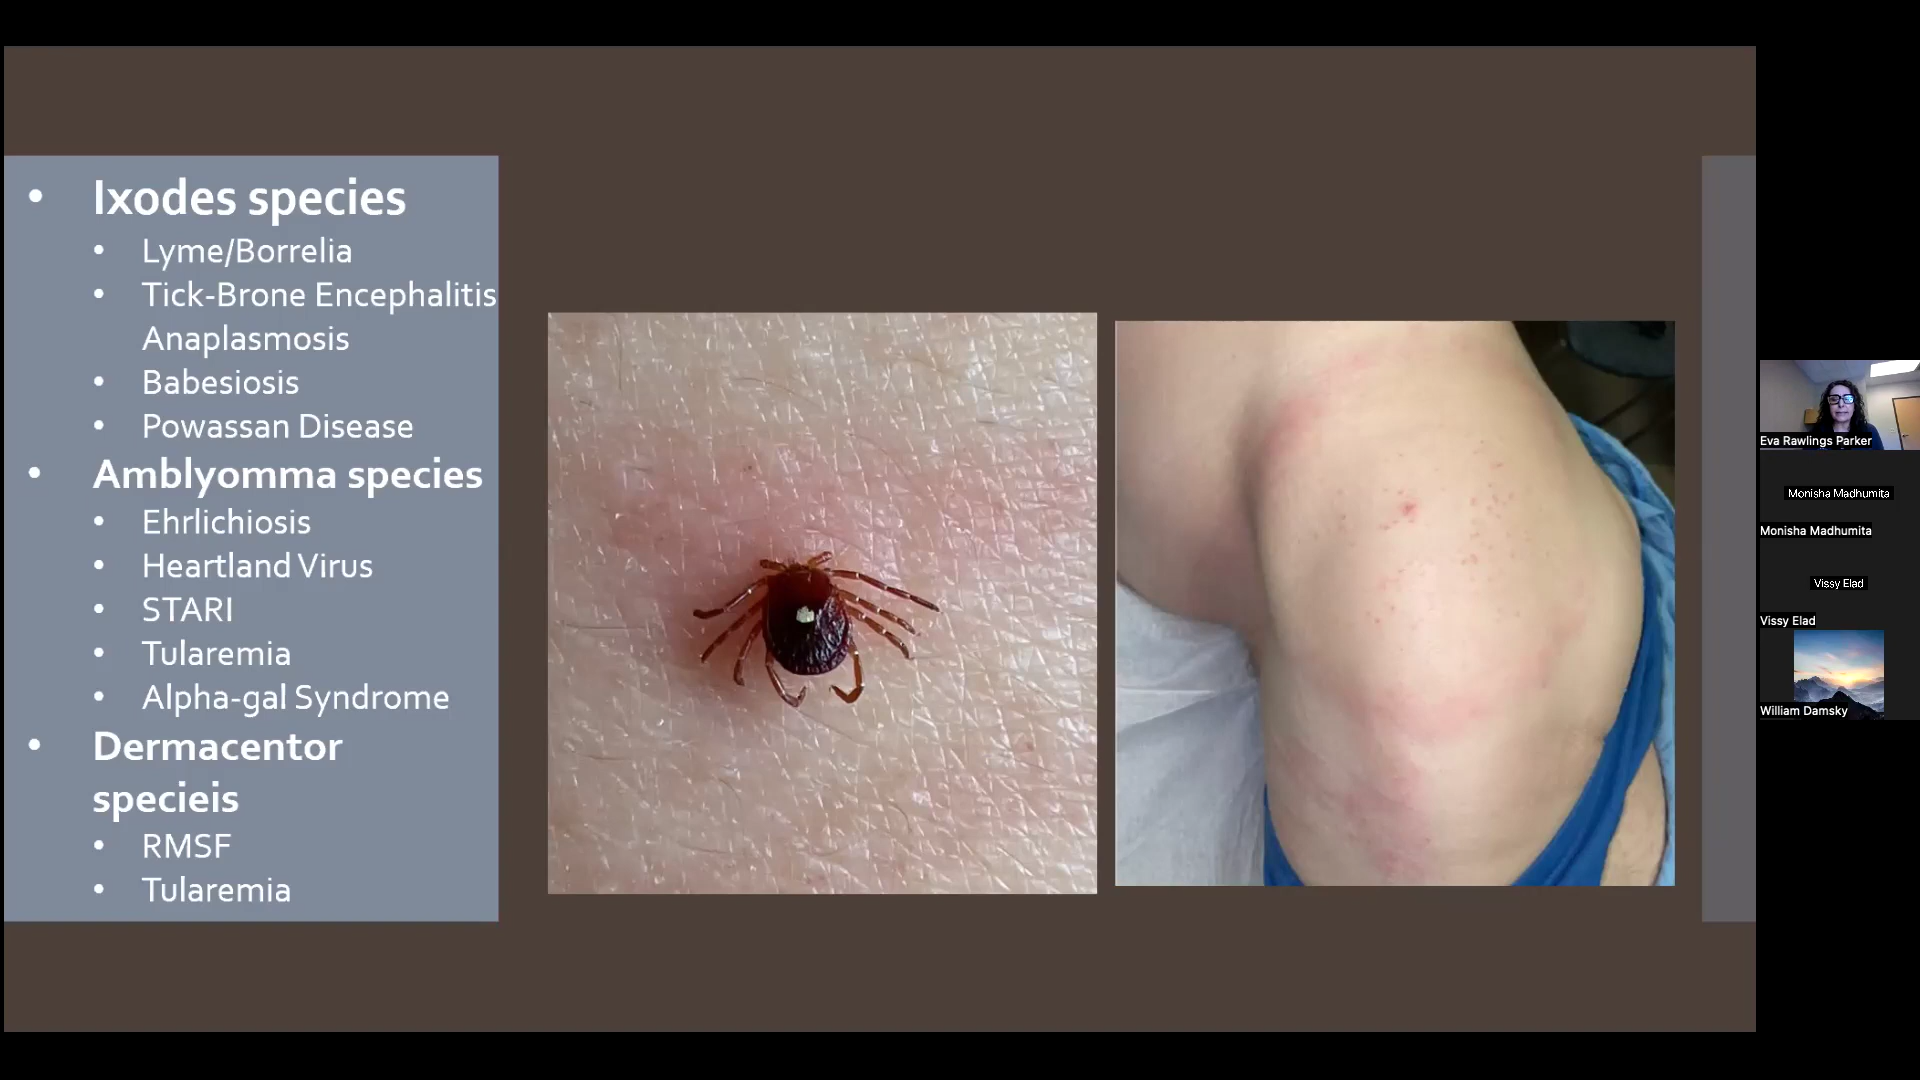 • Ixodes species
• Lyme/Borrelia
• Tick-Brone Encephalitis
Anaplasmosis
• Babesiosis
• Powassan Disease
• Amblyomma species
• Ehrlichiosis
• Heartland Virus
• STARI
• Tularemia
• Alpha-gal Syndrome
• Dermacentor
specieis
• RMSF
• Tularemia
Eva Rawlings Parker
Monisha Madhumita
Monisha Madhumita
Vissy Elad
Vissy Elad
William Damsky